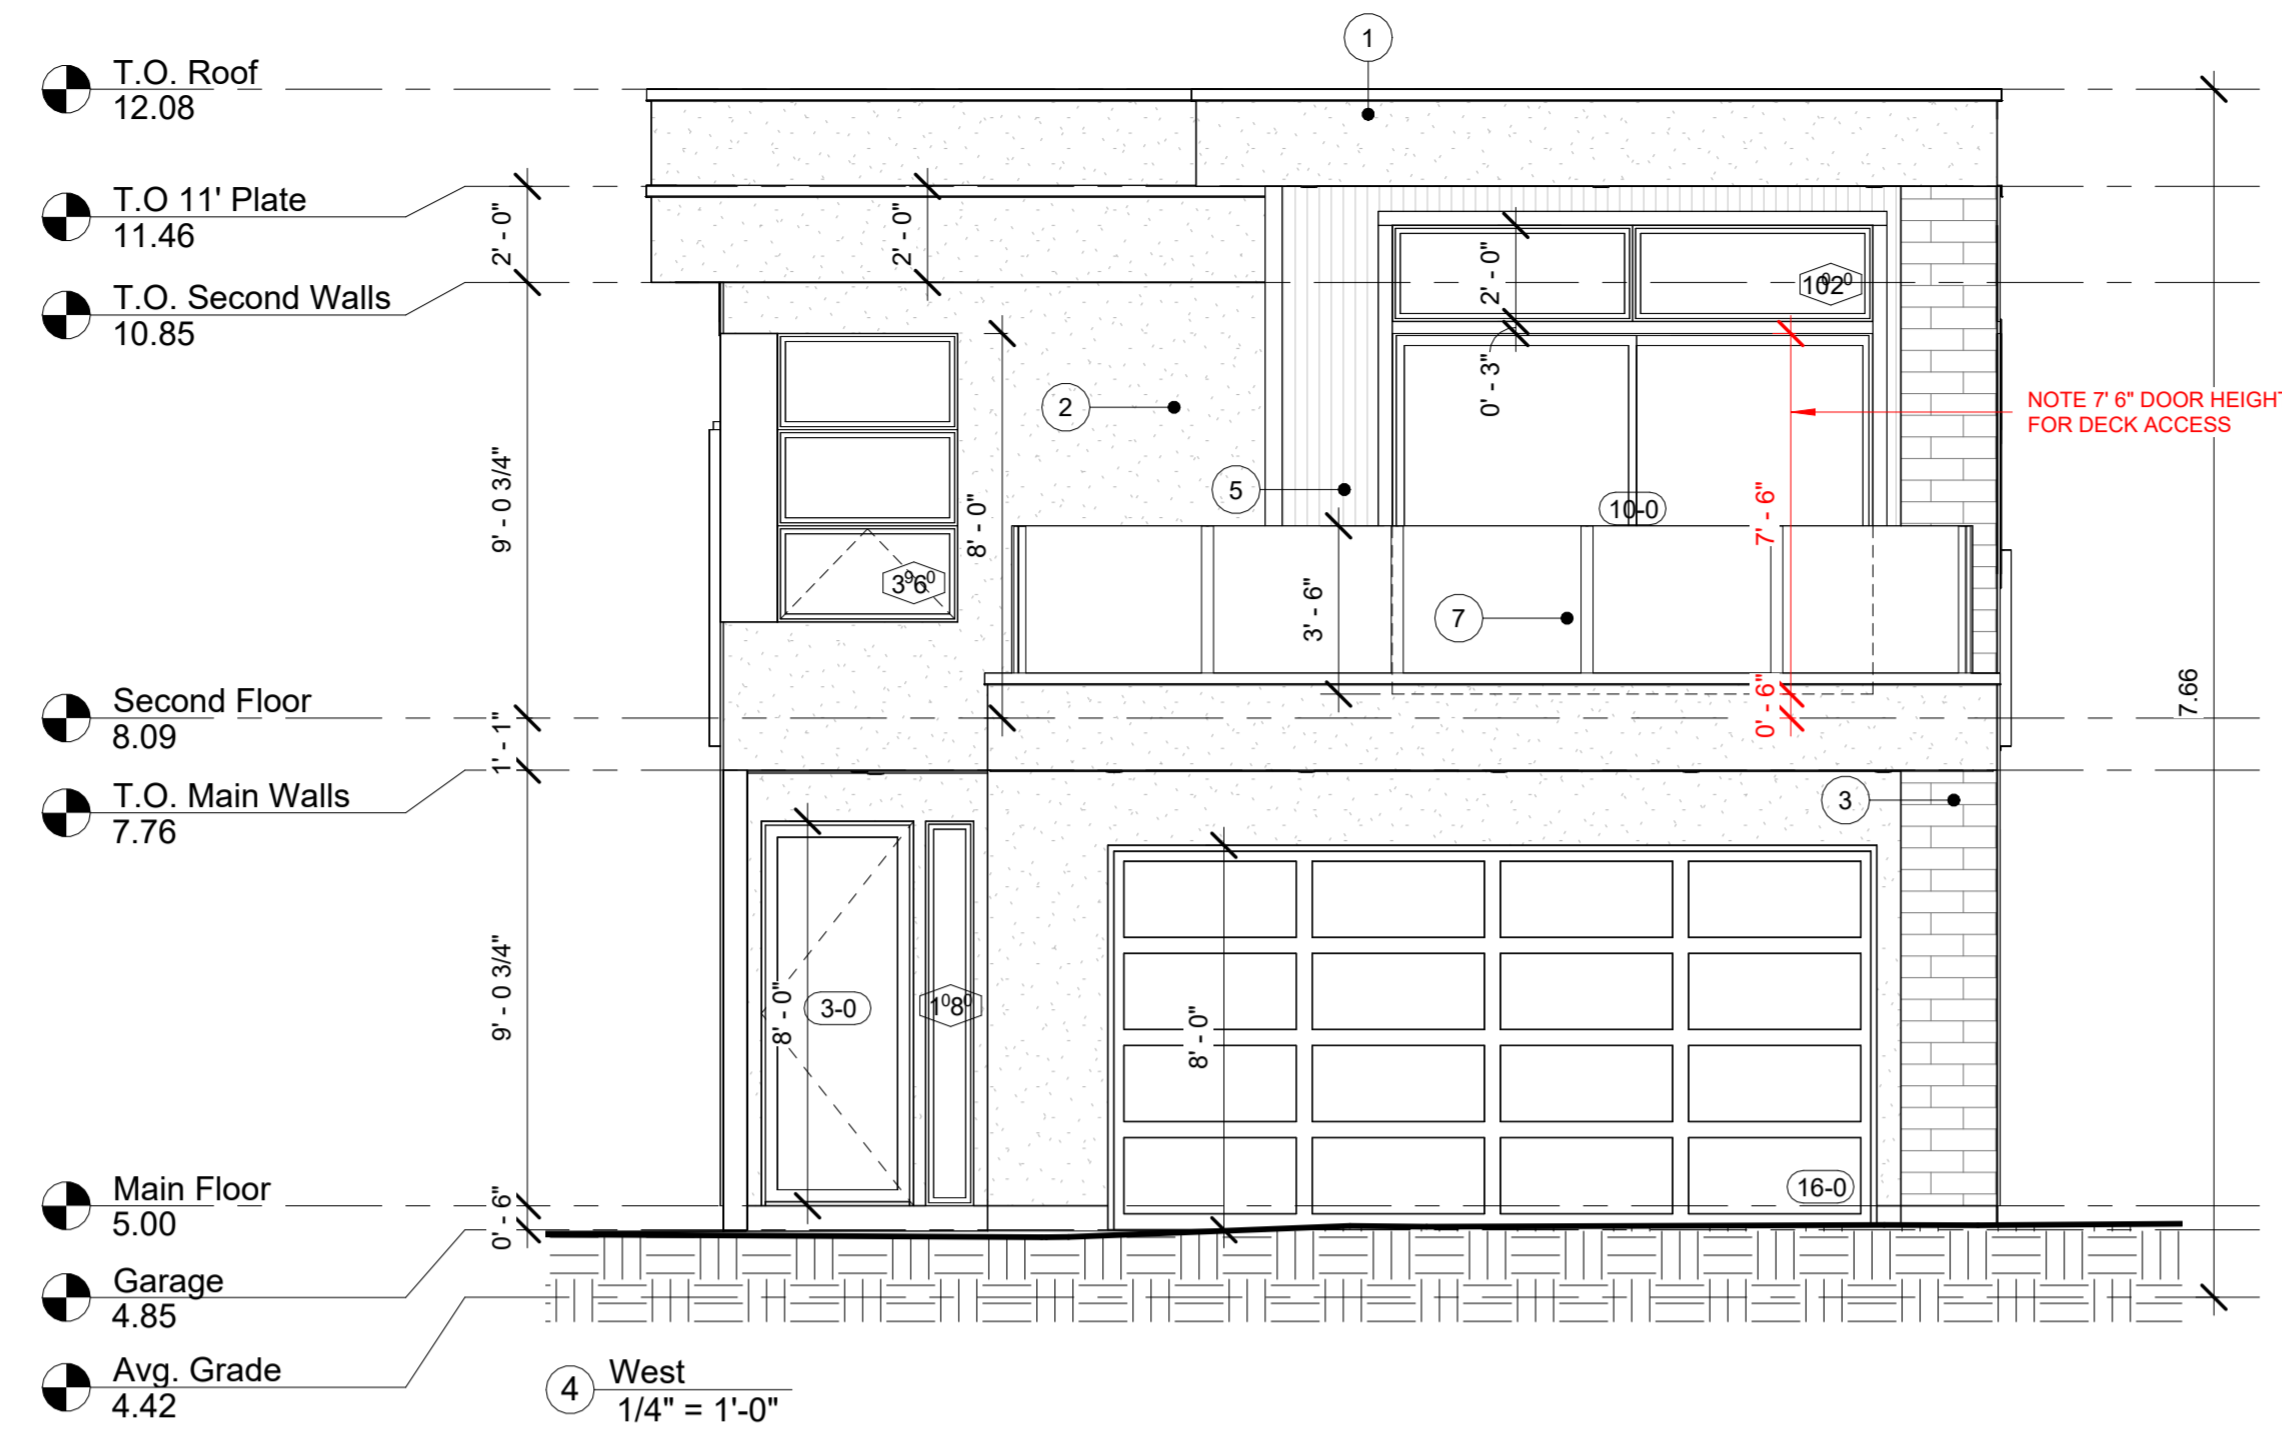 1
T.O. Roof
12.08
T.O 11' Plate
11.46
T.O. Second Walls
10.85
2' - 0"
2' - 0"
2' - 0"
10⁰2⁰
0' - 3"
NOTE 7' 6" DOOR HEIGHT
FOR DECK ACCESS
2
5
10-0
9' - 0 3/4"
8' - 0"
7' - 6"
3⁹6⁰
3' - 6"
7
Second Floor
8.09
1' - 1"
0' - 6"
7.66
T.O. Main Walls
7.76
3
9' - 0 3/4"
8' - 0"
3-0
1⁰8⁰
8' - 0"
16-0
Main Floor
5.00
0' - 6"
Garage
4.85
Avg. Grade
4.42
4
West
1/4" = 1'-0"